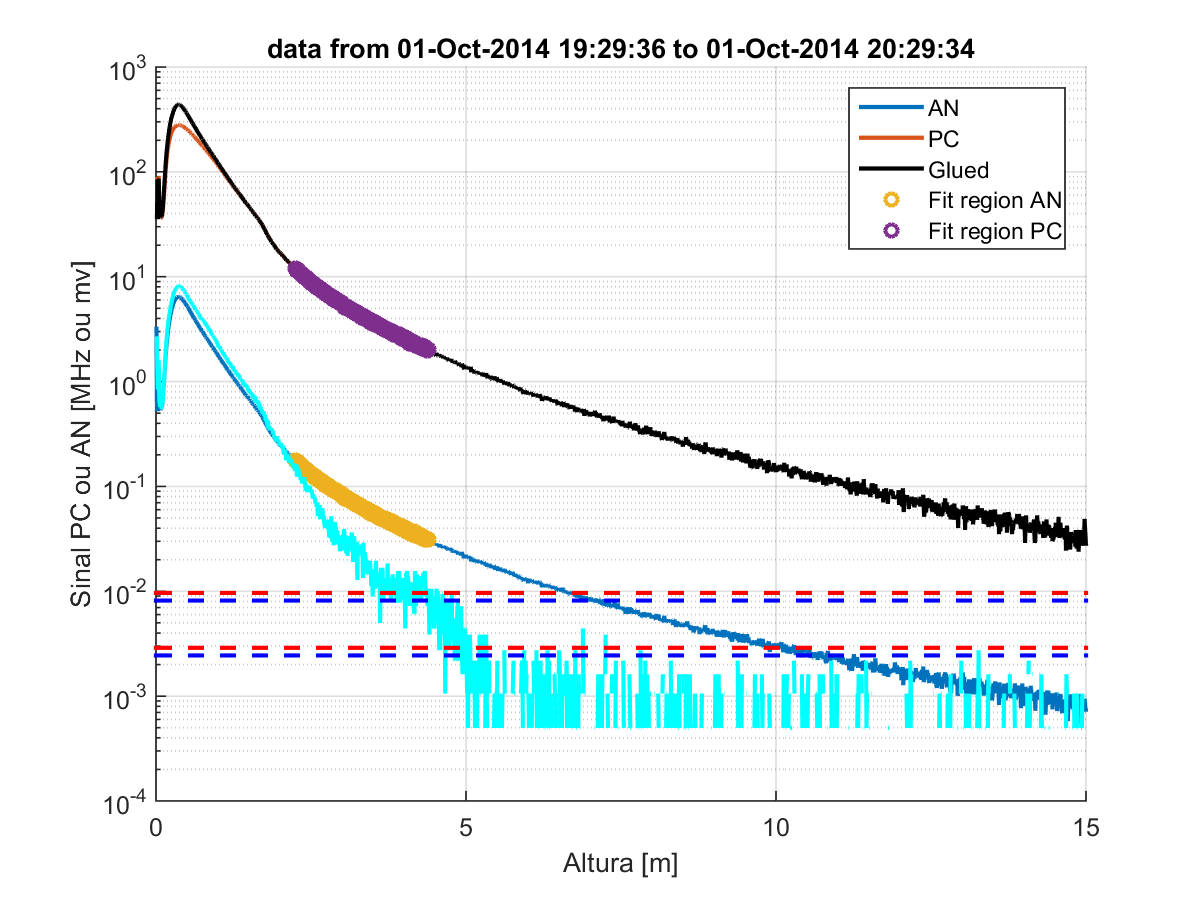 data from 01-Oct-2014 19:29:36 to 01-Oct-2014 20:29:34
10^3
10^2
10^1
10^0
10^-1
10^-2
10^-3
10^-4
Sinal PC ou AN [MHz ou mv]
AN
PC
Glued
Fit region AN
Fit region PC
0 5 10 15
Altura [m]